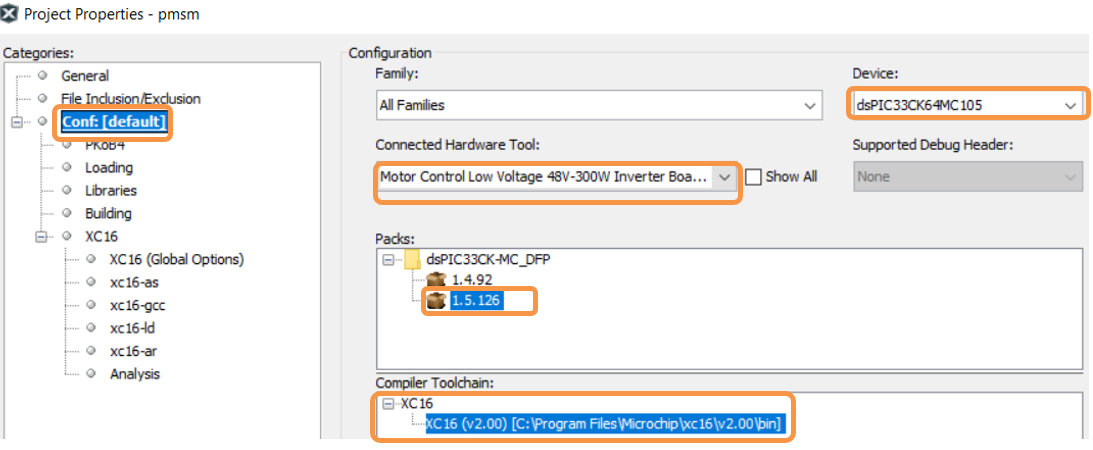 Project Properties - pmsm
Categories:
General
File Inclusion/Exclusion
Conf: [default]
PKoB4
Loading
Libraries
Building
XC16
XC16 (Global Options)
xc16-as
xc16-gcc
xc16-ld
xc16-ar
Analysis
Configuration
Family:
All Families
Device:
dsPIC33CK64MC105
Connected Hardware Tool:
Motor Control Low Voltage 48V-300W Inverter Boa...
Show All
Supported Debug Header:
None
Packs:
dsPIC33CK-MC_DFP
1.4.92
1.5.126
Compiler Toolchain:
XC16
XC16 (v2.00) [C:\Program Files\Microchip\xc16\v2.00\bin]